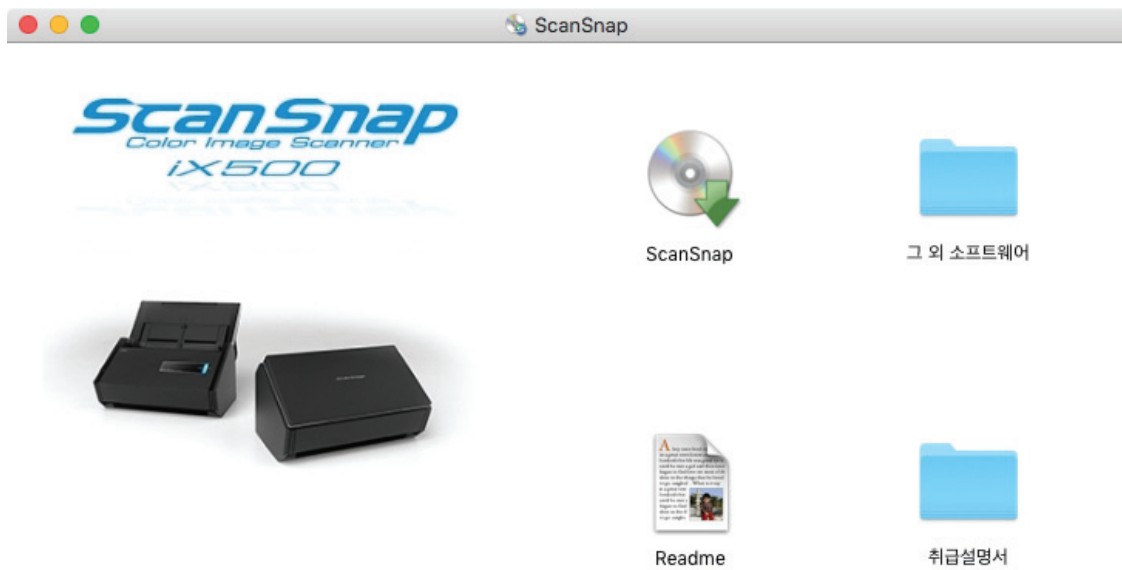 ScanSnap
ScanSnap
Color Image Scanner
iX500
ScanSnap
그 외 소프트웨어
Readme
취급설명서